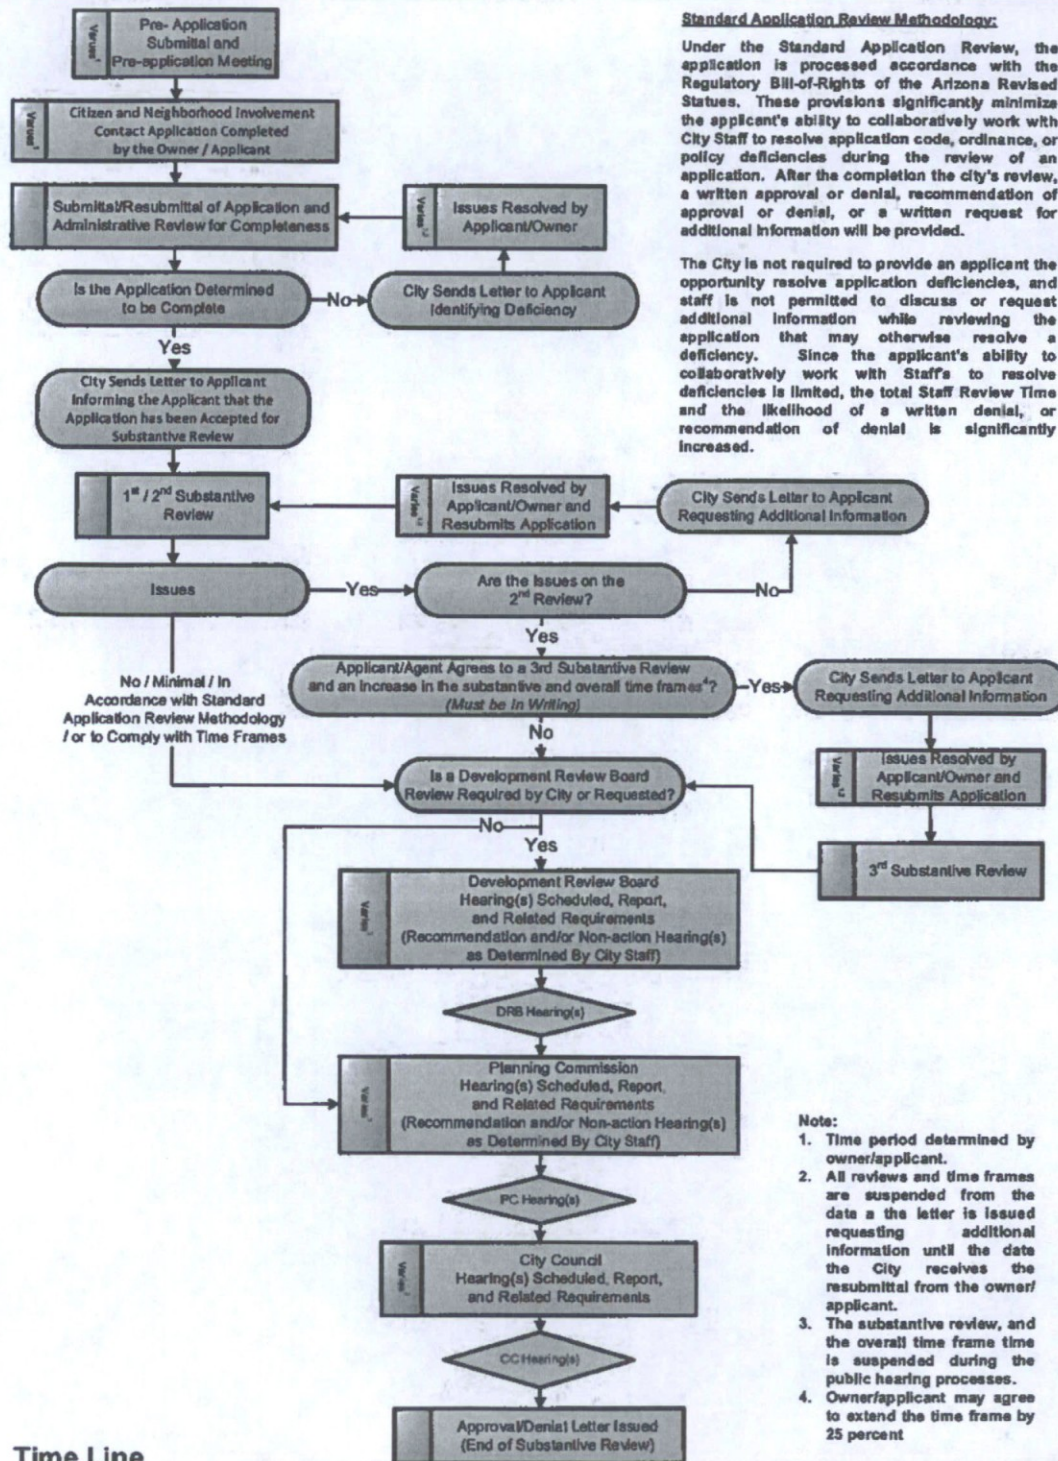 Pre- Application
Submittal and
Pre-application Meeting
Varies¹
Citizen and Neighborhood Involvement
Contact Application Completed
by the Owner / Applicant
Varies¹
Submittal/Resubmittal of Application and
Administrative Review for Completeness
Issues Resolved by
Applicant/Owner
Varies¹,²
Is the Application Determined
to be Complete
No
City Sends Letter to Applicant
Identifying Deficiency
Yes
City Sends Letter to Applicant
Informing the Applicant that the
Application has been Accepted for
Substantive Review
1st / 2nd Substantive
Review
Issues Resolved by
Applicant/Owner and
Resubmits Application
Varies¹,²
City Sends Letter to Applicant
Requesting Additional Information
Issues
Yes
Are the Issues on the
2nd Review?
No
Yes
No / Minimal / In
Accordance with Standard
Application Review Methodology
/ or to Comply with Time Frames
Applicant/Agent Agrees to a 3rd Substantive Review
and an Increase in the substantive and overall time frames⁴?
(Must be in Writing)
Yes
City Sends Letter to Applicant
Requesting Additional Information
No
Issues Resolved by
Applicant/Owner and
Resubmits Application
Varies¹,²
Is a Development Review Board
Review Required by City or Requested?
No
Yes
3rd Substantive Review
Development Review Board
Hearing(s) Scheduled, Report,
and Related Requirements
(Recommendation and/or Non-action Hearing(s)
as Determined By City Staff)
Varies
DRB Hearing(s)
Planning Commission
Hearing(s) Scheduled, Report,
and Related Requirements
(Recommendation and/or Non-action Hearing(s)
as Determined By City Staff)
Varies
PC Hearing(s)
City Council
Hearing(s) Scheduled, Report,
and Related Requirements
Varies
CC Hearing(s)
Approval/Denial Letter Issued
(End of Substantive Review)
Time Line
Standard Application Review Methodology:
Under the Standard Application Review, the
application is processed accordance with the
Regulatory Bill-of-Rights of the Arizona Revised
Statues. These provisions significantly minimize
the applicant's ability to collaboratively work with
City Staff to resolve application code, ordinance, or
policy deficiencies during the review of an
application. After the completion the city's review,
a written approval or denial, recommendation of
approval or denial, or a written request for
additional information will be provided.
The City is not required to provide an applicant the
opportunity resolve application deficiencies, and
staff is not permitted to discuss or request
additional information while reviewing the
application that may otherwise resolve a
deficiency. Since the applicant's ability to
collaboratively work with Staff's to resolve
deficiencies is limited, the total Staff Review Time
and the likelihood of a written denial, or
recommendation of denial is significantly
increased.
Note:
1. Time period determined by
owner/applicant.
2. All reviews and time frames
are suspended from the
date a the letter is issued
requesting additional
information until the date
the City receives the
resubmittal from the owner/
applicant.
3. The substantive review, and
the overall time frame time
is suspended during the
public hearing processes.
4. Owner/applicant may agree
to extend the time frame by
25 percent